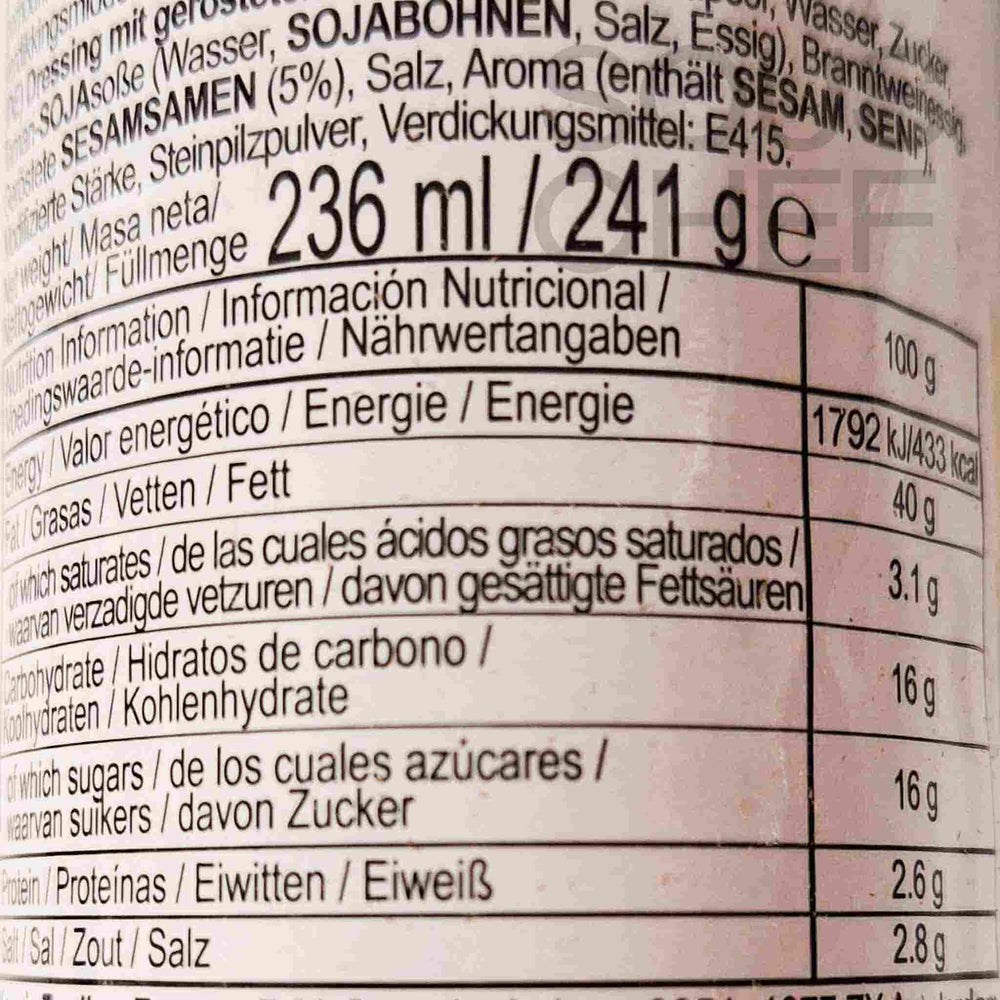 Dressing mit
SOJAsoße (Wasser, SOJABOHNEN, Salz, Essig), Branntweinessig,
Wasser, Zucker,
SESAMSAMEN (5%), Salz, Aroma (enthält SESAM, SENF),
Stärke, Steinpilzpulver, Verdickungsmittel: E415.
weight/ Masa neta/
Füllmenge 236 ml / 241 g e
Information / Información Nutricional /
/ Nährwertangaben 100 g
Energy / Valor energético / Energie / Energie 1792 kJ/433 kcal
Fat / Grasas / Vetten / Fett 40 g
of which saturates / de las cuales ácidos grasos saturados /
waarvan verzadigde vetzuren / davon gesättigte Fettsäuren 3.1 g
Carbohydrate / Hidratos de carbono /
Koolhydraten / Kohlenhydrate 16 g
of which sugars / de los cuales azúcares /
waarvan suikers / davon Zucker 16 g
Protein / Proteínas / Eiwitten / Eiweiß 2.6 g
Salt / Sal / Zout / Salz 2.8 g